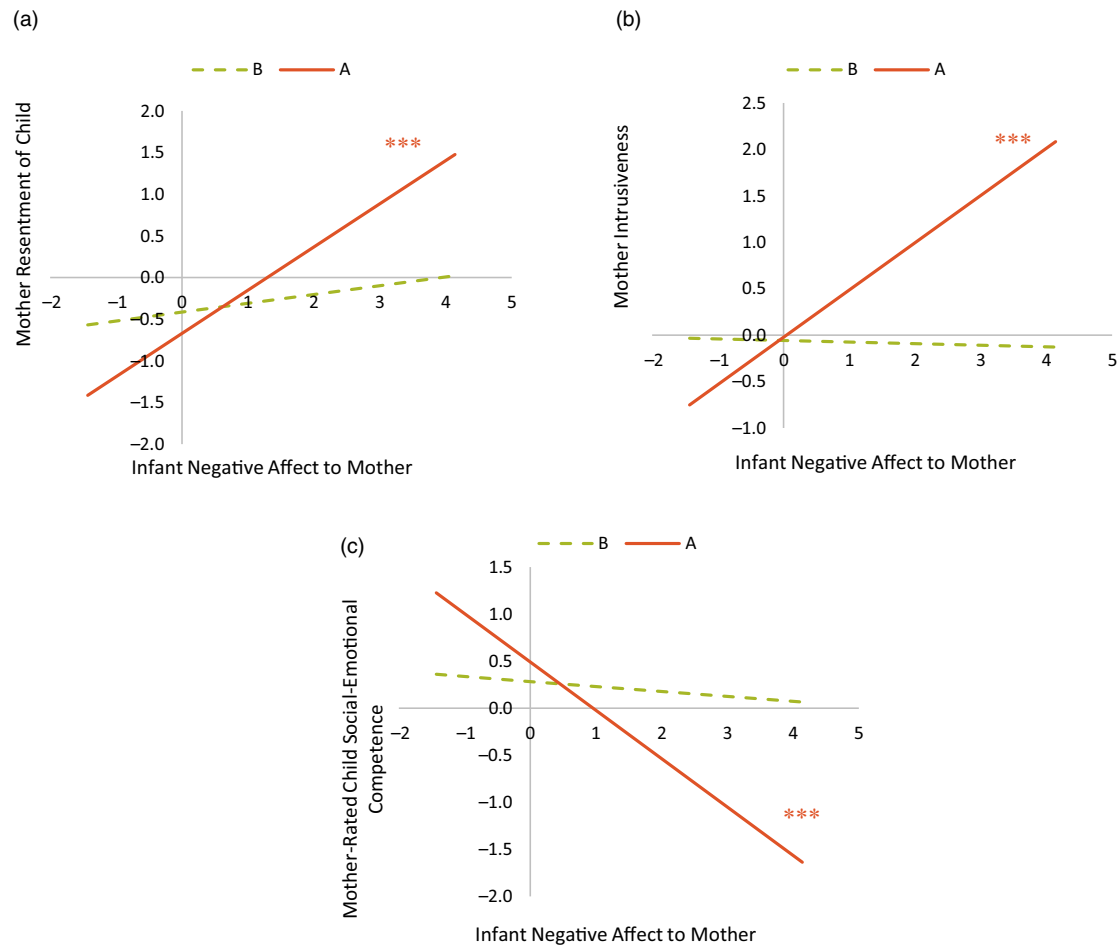 (a)
B A
Mother Resentment of Child
2.0
1.5
***
1.0
0.5
0.0
–2 –1 0 1 2 3 4 5
–0.5
–1.0
–1.5
–2.0
Infant Negative Affect to Mother
(b)
B A
Mother Intrusiveness
2.5
***
2.0
1.5
1.0
0.5
0.0
–2 –1 0 1 2 3 4 5
–0.5
–1.0
Infant Negative Affect to Mother
(c)
B A
Mother-Rated Child Social-Emotional
Competence
1.5
1.0
0.5
0.0
–2 –1 0 1 2 3 4 5
–0.5
–1.0
***
–1.5
–2.0
Infant Negative Affect to Mother